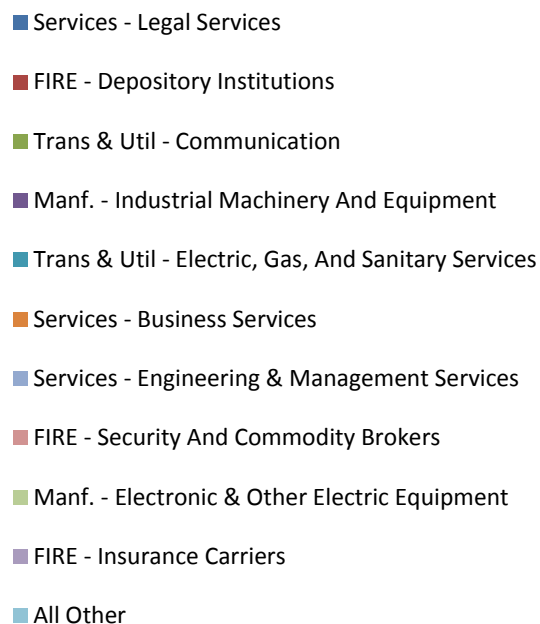 Services - Legal Services
FIRE - Depository Institutions
Trans & Util - Communication
Manf. - Industrial Machinery And Equipment
Trans & Util - Electric, Gas, And Sanitary Services
Services - Business Services
Services - Engineering & Management Services
FIRE - Security And Commodity Brokers
Manf. - Electronic & Other Electric Equipment
FIRE - Insurance Carriers
All Other